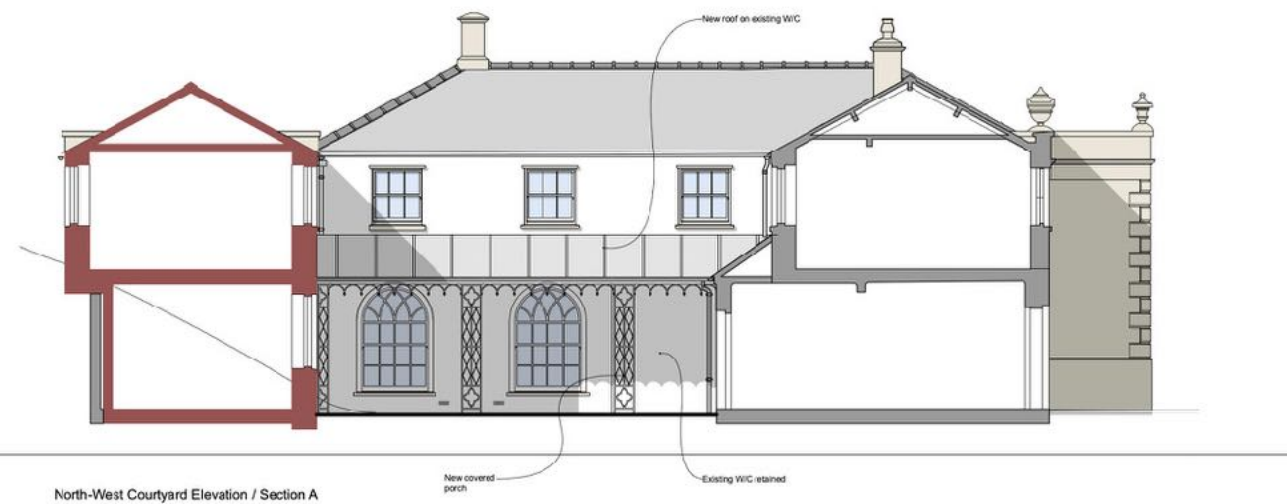 New roof on existing W/C
New covered
porch
Existing W/C retained
North-West Courtyard Elevation / Section A